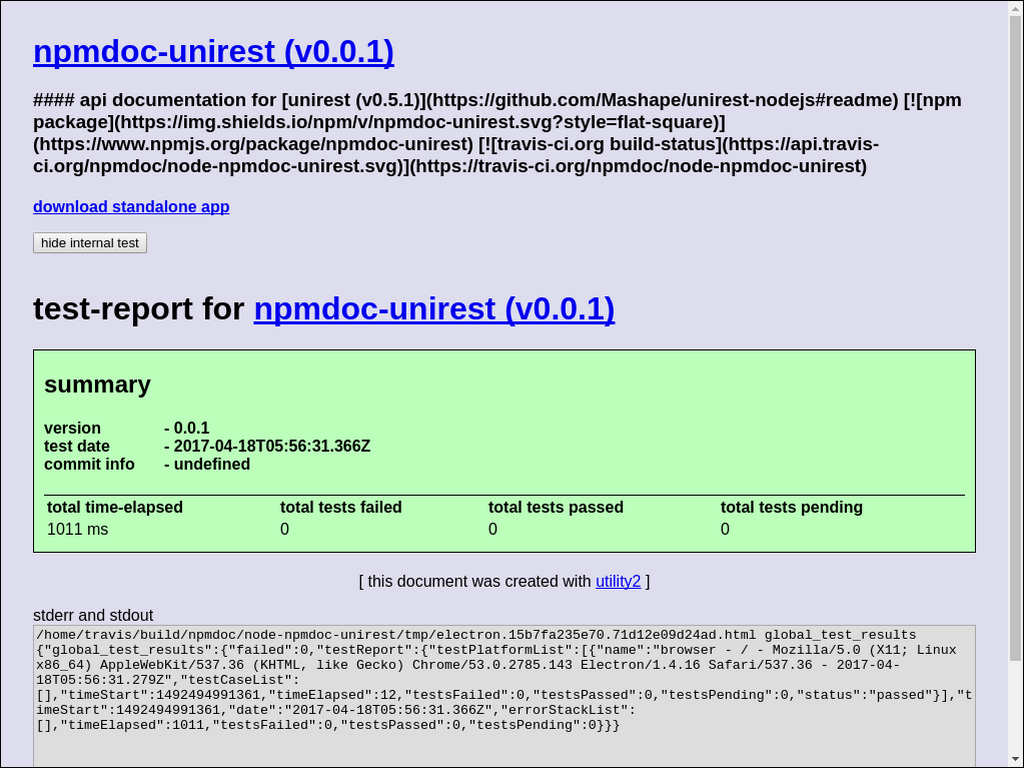 npmdoc-unirest (v0.0.1)
#### api documentation for [unirest (v0.5.1)](https://github.com/Mashape/unirest-nodejs#readme) [![npm
package](https://img.shields.io/npm/v/npmdoc-unirest.svg?style=flat-square)]
(https://www.npmjs.org/package/npmdoc-unirest) [![travis-ci.org build-status](https://api.travis-
ci.org/npmdoc/node-npmdoc-unirest.svg)](https://travis-ci.org/npmdoc/node-npmdoc-unirest)
download standalone app
hide internal test
test-report for npmdoc-unirest (v0.0.1)
summary
version - 0.0.1
test date - 2017-04-18T05:56:31.366Z
commit info - undefined
total time-elapsed total tests failed total tests passed total tests pending
1011 ms 0 0 0
[ this document was created with utility2 ]
stderr and stdout
/home/travis/build/npmdoc/node-npmdoc-unirest/tmp/electron.15b7fa235e70.71d12e09d24ad.html global_test_results
{"global_test_results":{"failed":0,"testReport":{"testPlatformList":[{"name":"browser - / - Mozilla/5.0 (X11; Linux
x86_64) AppleWebKit/537.36 (KHTML, like Gecko) Chrome/53.0.2785.143 Electron/1.4.16 Safari/537.36 - 2017-04-
18T05:56:31.279Z","testCaseList":
[],"timeStart":1492494991361,"timeElapsed":12,"testsFailed":0,"testsPassed":0,"testsPending":0,"status":"passed"}],"t
imeStart":1492494991361,"date":"2017-04-18T05:56:31.366Z","errorStackList":
[],"timeElapsed":1011,"testsFailed":0,"testsPassed":0,"testsPending":0}}}